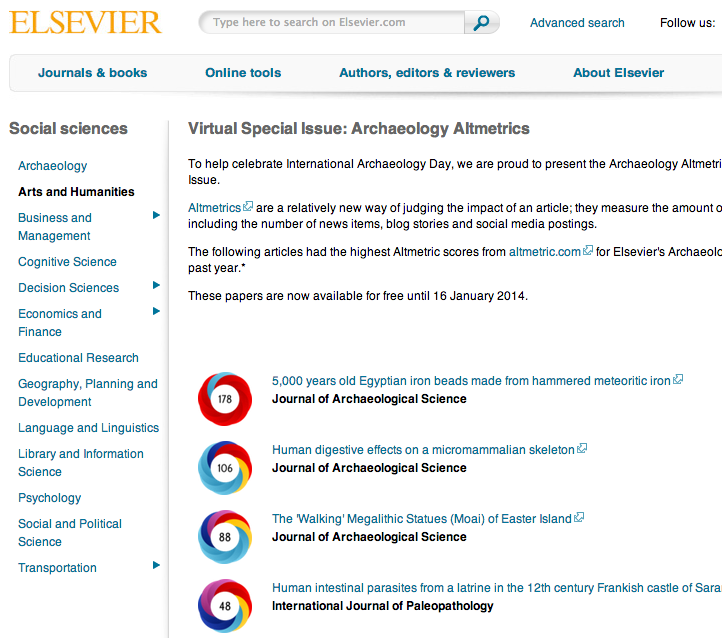 ELSEVIER
Type here to search on Elsevier.com
Advanced search
Follow us:
Journals & books
Online tools
Authors, editors & reviewers
About Elsevier
Social sciences
Archaeology
Arts and Humanities
Business and
Management
Cognitive Science
Decision Sciences
Economics and
Finance
Educational Research
Geography, Planning and
Development
Language and Linguistics
Library and Information
Science
Psychology
Social and Political
Science
Transportation
Virtual Special Issue: Archaeology Altmetrics
To help celebrate International Archaeology Day, we are proud to present the Archaeology Altmetri
Issue.
Altmetrics are a relatively new way of judging the impact of an article; they measure the amount o
including the number of news items, blog stories and social media postings.
The following articles had the highest Altmetric scores from altmetric.com for Elsevier's Archaeolo
past year.*
These papers are now available for free until 16 January 2014.
178
5,000 years old Egyptian iron beads made from hammered meteoritic iron
Journal of Archaeological Science
106
Human digestive effects on a micromammalian skeleton
Journal of Archaeological Science
88
The 'Walking' Megalithic Statues (Moai) of Easter Island
Journal of Archaeological Science
48
Human intestinal parasites from a latrine in the 12th century Frankish castle of Sara
International Journal of Paleopathology